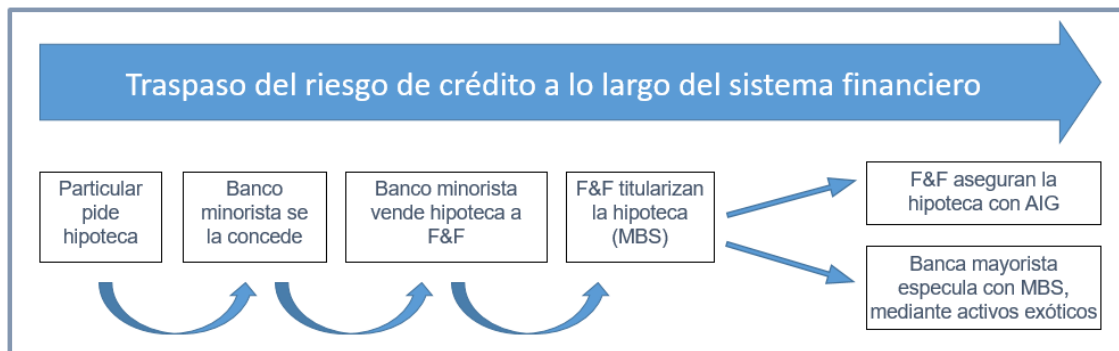 Traspaso del riesgo de crédito a lo largo del sistema financiero
Particular
pide
hipoteca
Banco
minorista se
la concede
Banco minorista
vende hipoteca a
F&F
F&F titularizan
la hipoteca
(MBS)
F&F aseguran la
hipoteca con AIG
Banca mayorista
especula con MBS,
mediante activos exóticos